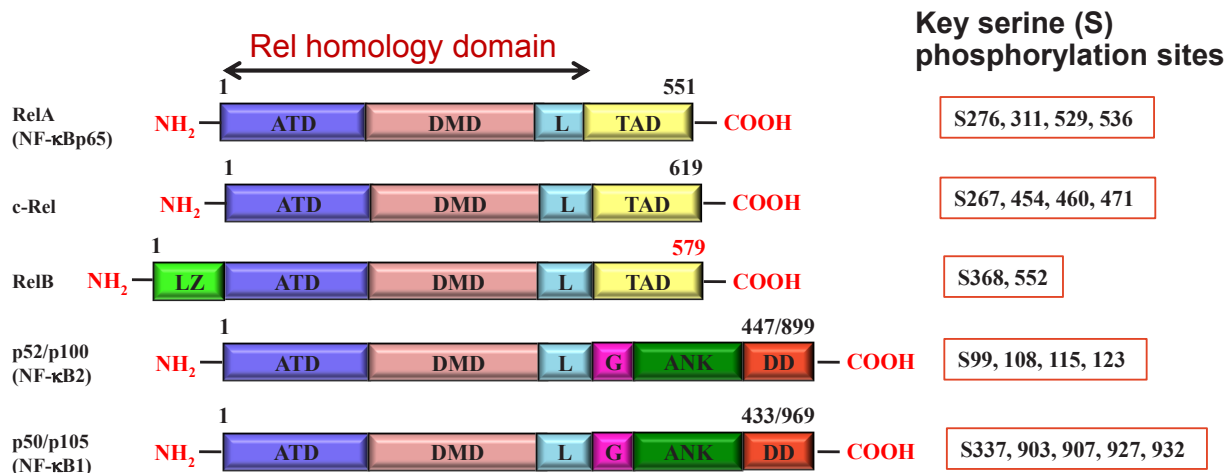 Key serine (S)
phosphorylation sites
Rel homology domain
1 551
RelA
(NF-κBp65)
NH₂ ATD DMD L TAD COOH
S276, 311, 529, 536
1 619
c-Rel
NH₂ ATD DMD L TAD COOH
S267, 454, 460, 471
1 579
RelB
NH₂ LZ ATD DMD L TAD COOH
S368, 552
1 447/899
p52/p100
(NF-κB2)
NH₂ ATD DMD L G ANK DD COOH
S99, 108, 115, 123
1 433/969
p50/p105
(NF-κB1)
NH₂ ATD DMD L G ANK DD COOH
S337, 903, 907, 927, 932